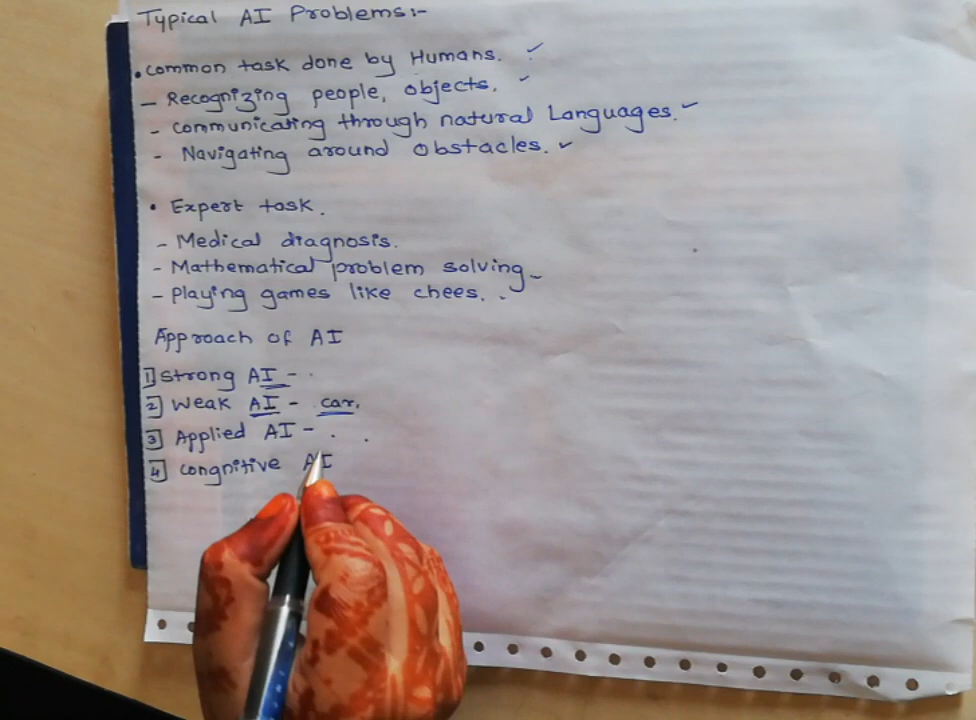 Typical AI Problems:-
• common task done by Humans.
- Recognizing people, objects.
- communicating through natural Languages.
- Navigating around obstacles.
• Expert task.
- Medical diagnosis.
- Mathematical problem solving
- Playing games like chees.
Approach of AI
1] Strong AI -
2] Weak AI - car.
3] Applied AI -
4] Congnitive AI